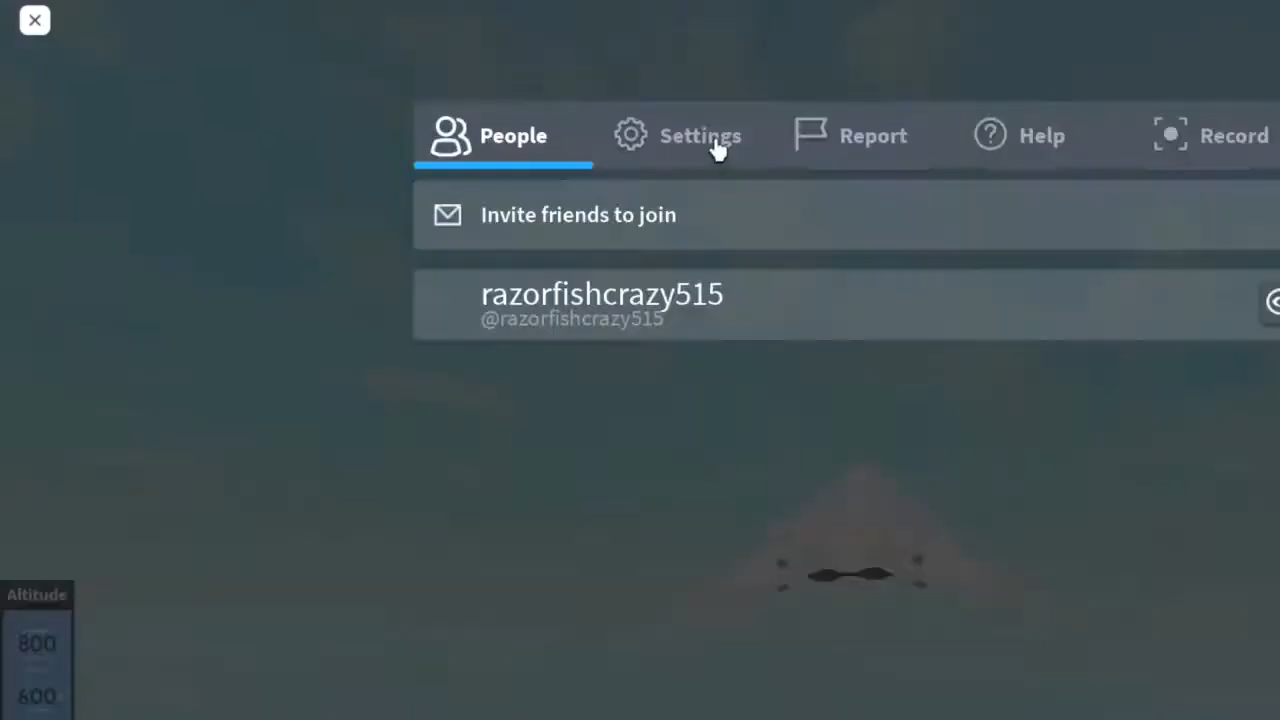 People
Settings
Report
Help
Record
Invite friends to join
razorfishcrazy515
@razorfishcrazy515
Altitude
800
600